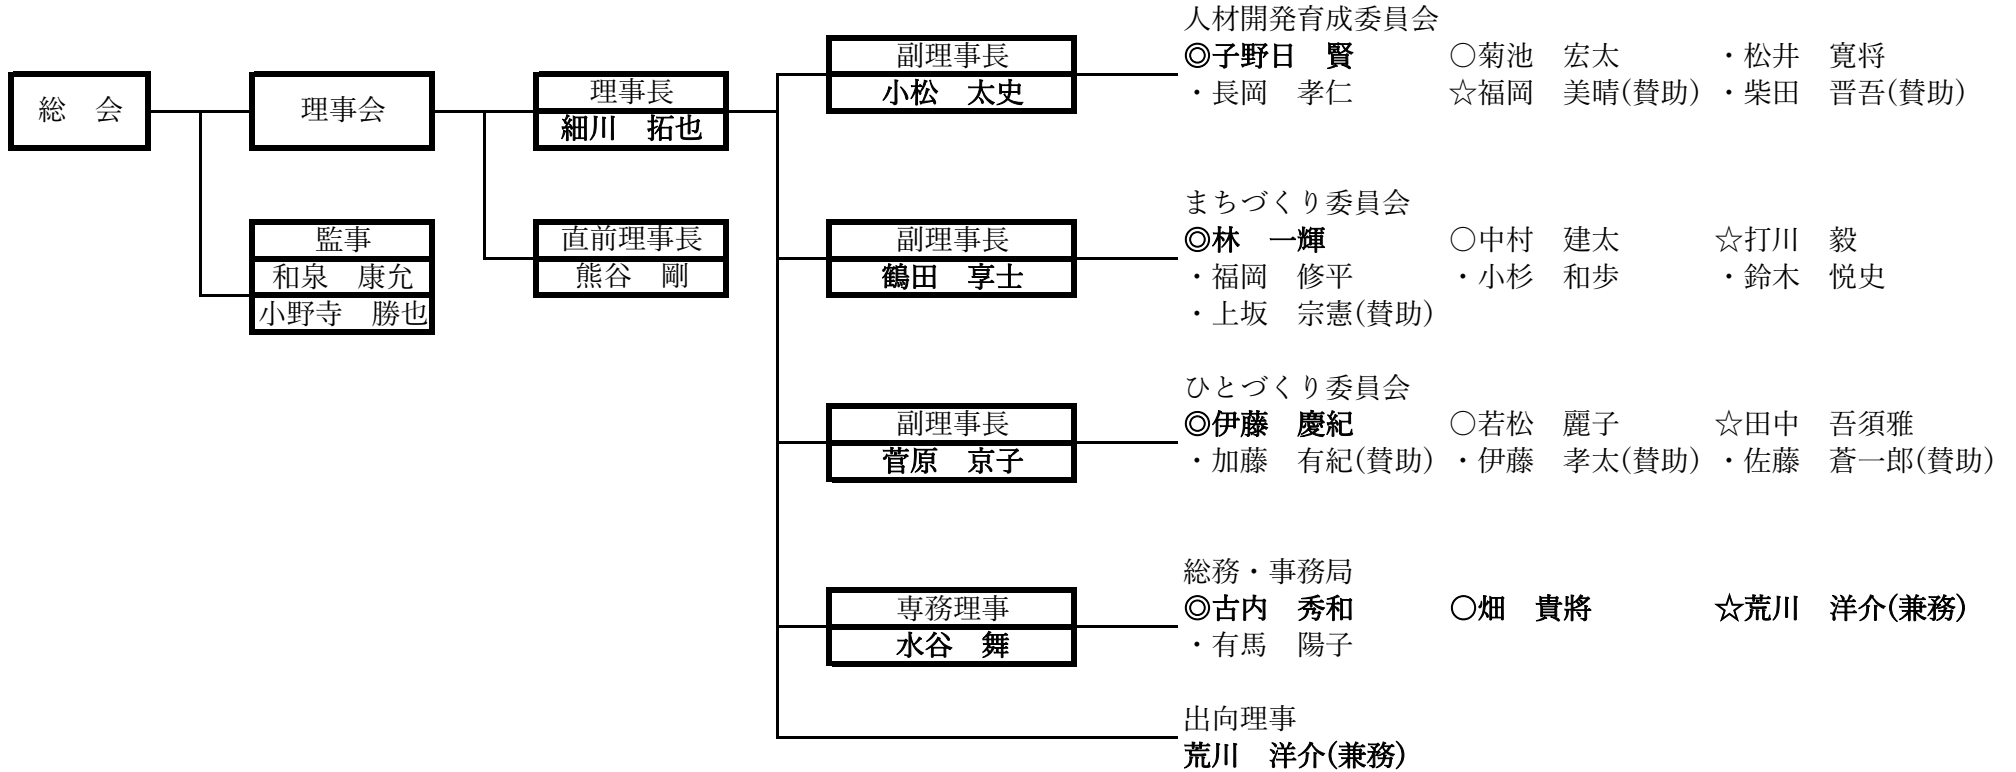 総　会
理事会
監事
和泉　康允
小野寺　勝也
理事長
細川　拓也
直前理事長
熊谷　剛
副理事長
小松　太史
人材開発育成委員会
◎子野日　賢　○菊池　宏太　・松井　寛将
・長岡　孝仁　☆福岡　美晴(賛助)　・柴田　晋吾(賛助)
副理事長
鶴田　享士
まちづくり委員会
◎林　一輝　○中村　建太　☆打川　毅
・福岡　修平　・小杉　和歩　・鈴木　悦史
・上坂　宗憲(賛助)
副理事長
菅原　京子
ひとづくり委員会
◎伊藤　慶紀　○若松　麗子　☆田中　吾須雅
・加藤　有紀(賛助)　・伊藤　孝太(賛助)　・佐藤　蒼一郎(賛助)
専務理事
水谷　舞
総務・事務局
◎古内　秀和　○畑　貴將　☆荒川　洋介(兼務)
・有馬　陽子
出向理事
荒川　洋介(兼務)